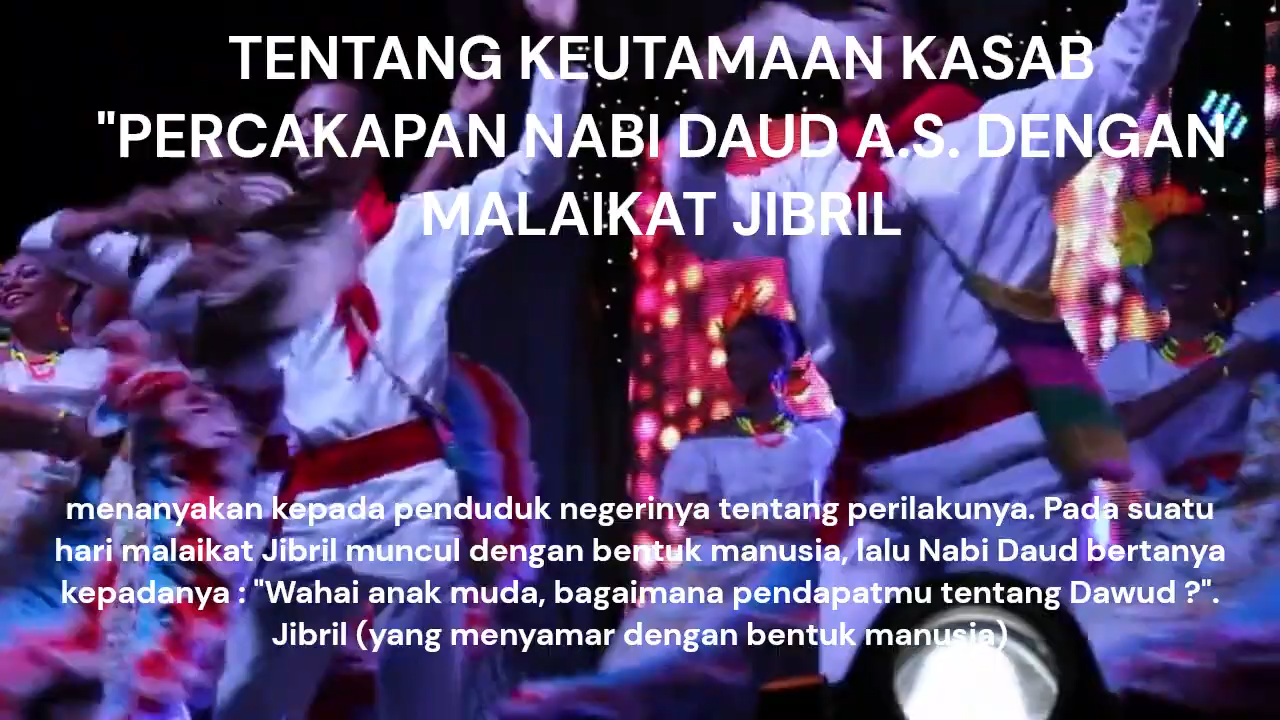 TENTANG KEUTAMAAN KASAB
"PERCAKAPAN NABI DAUD A.S. DENGAN
MALAIKAT JIBRIL
menanyakan kepada penduduk negerinya tentang perilakunya. Pada suatu
hari malaikat Jibril muncul dengan bentuk manusia, lalu Nabi Daud bertanya
kepadanya : "Wahai anak muda, bagaimana pendapatmu tentang Dawud ?".
Jibril (yang menyamar dengan bentuk manusia)